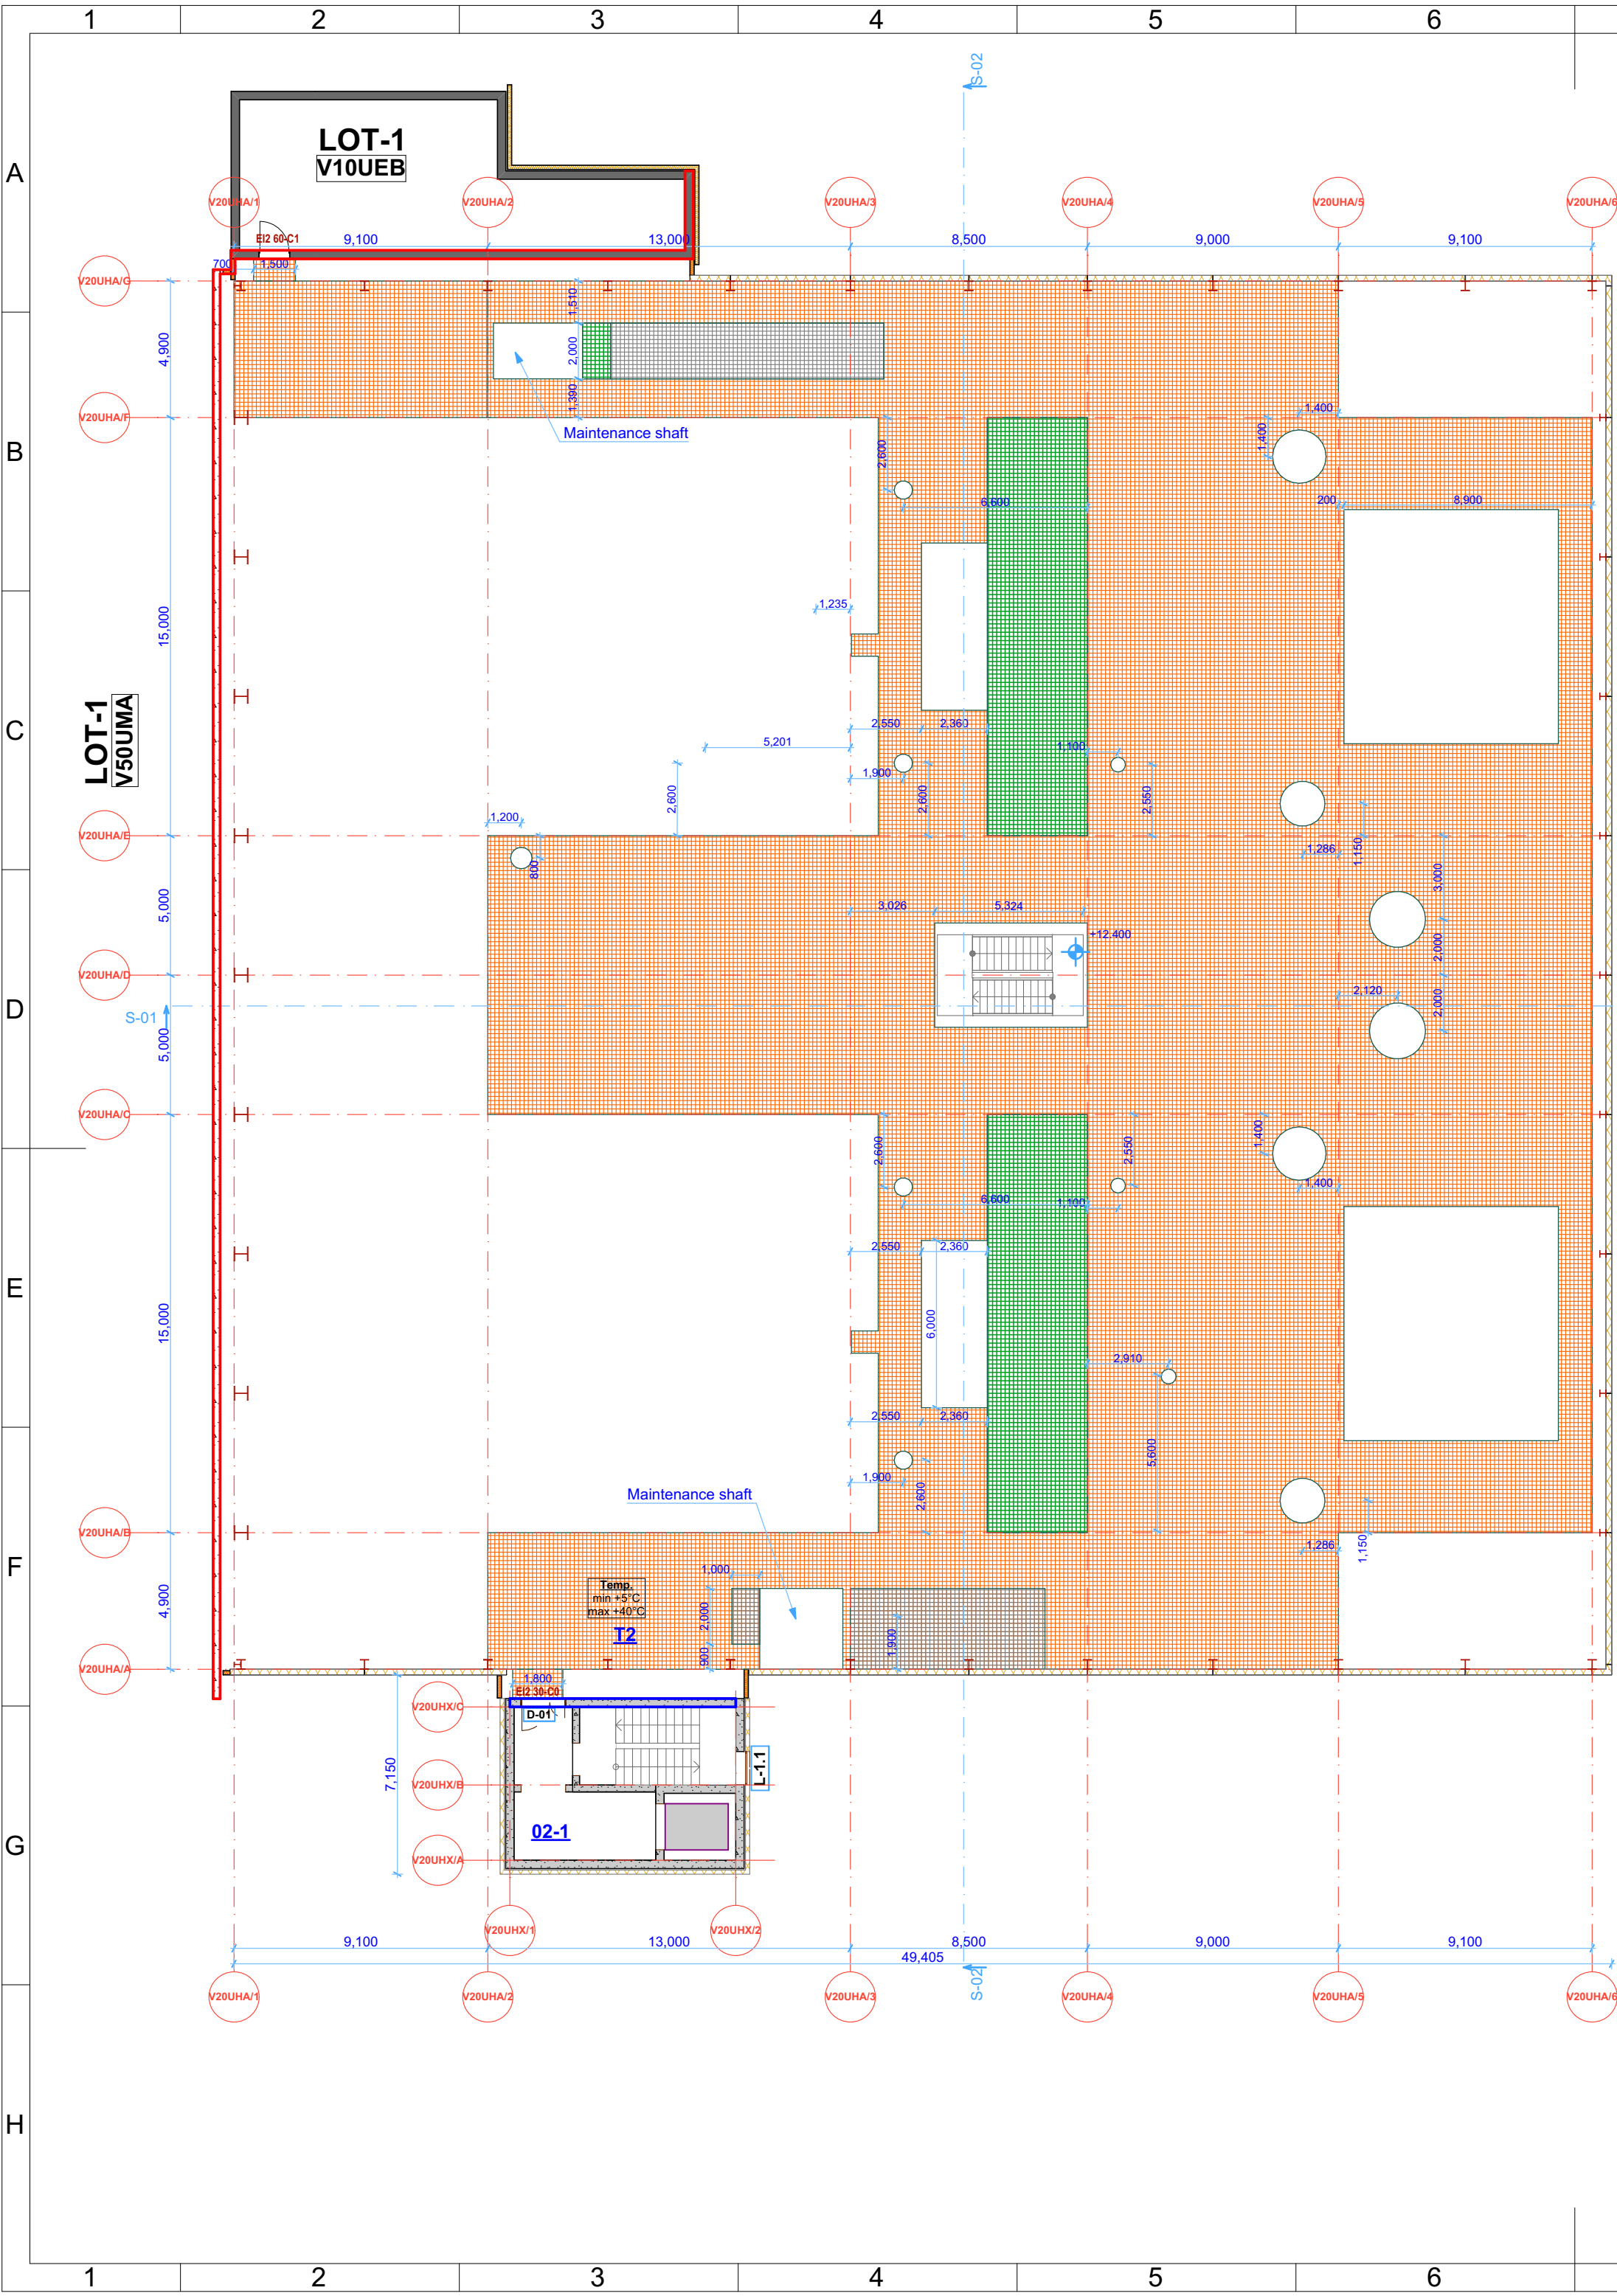 1 2 3 4 5 6
S-02
A
LOT-1
V10UEB
V20UHA/1 V20UHA/2 V20UHA/3 V20UHA/4 V20UHA/5 V20UHA/6
EI2 60-C1
9,100 13,000 8,500 9,000 9,100
700 1,500
V20UHA/G
1,510
4,900
2,000
1,390
1,400
V20UHA/F
Maintenance shaft
B
1,400
2,600
6,600
200 8,900
1,235
15,000
LOT-1
V50UMA
C
2,550 2,360
5,201
1,100
1,900
2,600
2,600
2,550
1,200
V20UHA/E
1,286
1,150
800
3,000
5,000
3,026 5,324
+12.400
2,000
V20UHA/D
2,120
D
S-01
2,000
5,000
V20UHA/C
1,400
2,600
2,550
1,400
6,600
1,100
2,550 2,360
E
6,000
15,000
2,910
2,550 2,360
5,600
1,900
2,600
Maintenance shaft
V20UHA/B
1,286
1,150
F
1,000
Temp.
min +5°C
max +40°C
2,000
4,900
T2
1,900
900
V20UHA/A
1,800
EI2 30-C0
V20UHX/C
D-01
L-1.1
7,150
V20UHX/B
02-1
G
V20UHX/A
V20UHX/1 V20UHX/2
9,100 13,000 8,500 9,000 9,100
49,405
S-02
V20UHA/1 V20UHA/2 V20UHA/3 V20UHA/4 V20UHA/5 V20UHA/6
H
1 2 3 4 5 6